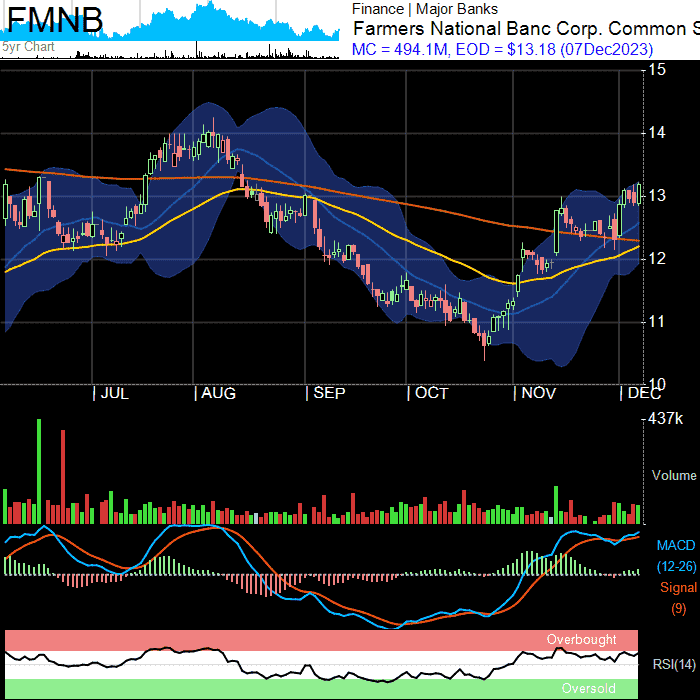 FMNB
5yr Chart
Finance | Major Banks
Farmers National Banc Corp. Common S
MC = 494.1M, EOD = $13.18 (07Dec2023)
15
14
13
12
11
10
| JUL | AUG | SEP | OCT | NOV | DEC
437k
Volume
MACD
(12-26)
Signal
(9)
Overbought
RSI(14)
Oversold